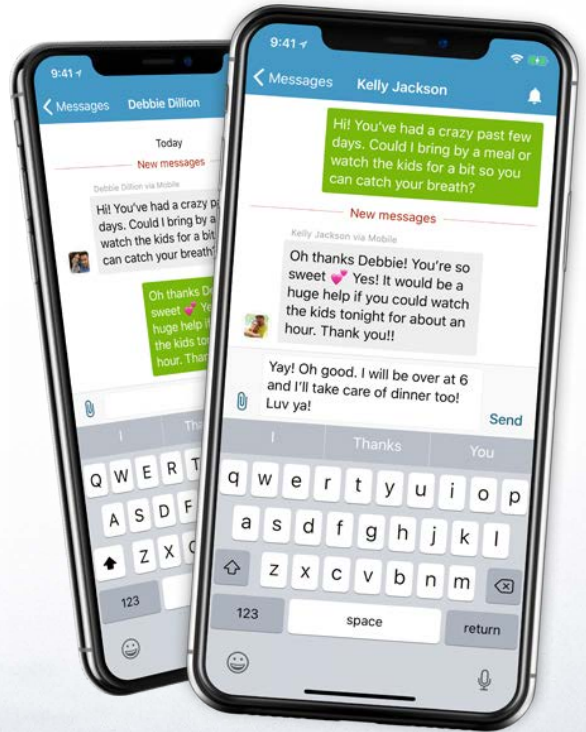 9:41
Messages Debbie Dillion
Today
New messages
Debbie Dillion via Mobile
Hi! You've had a crazy pa
days. Could I bring by a
watch the kids for a bit
can catch your breath?
Oh thanks De
sweet 💕 Ye
huge help if
the kids to
hour. Than
I Tha
Q W E R T
A S D F
Z X C
123
9:41
Messages Kelly Jackson
Hi! You've had a crazy past few
days. Could I bring by a meal or
watch the kids for a bit so you
can catch your breath?
New messages
Kelly Jackson via Mobile
Oh thanks Debbie! You're so
sweet 💕 Yes! It would be a
huge help if you could watch
the kids tonight for about an
hour. Thank you!!
Yay! Oh good. I will be over at 6
and I'll take care of dinner too!
Luv ya!
Send
I Thanks You
q w e r t y u i o p
a s d f g h j k l
z x c v b n m
123 space return